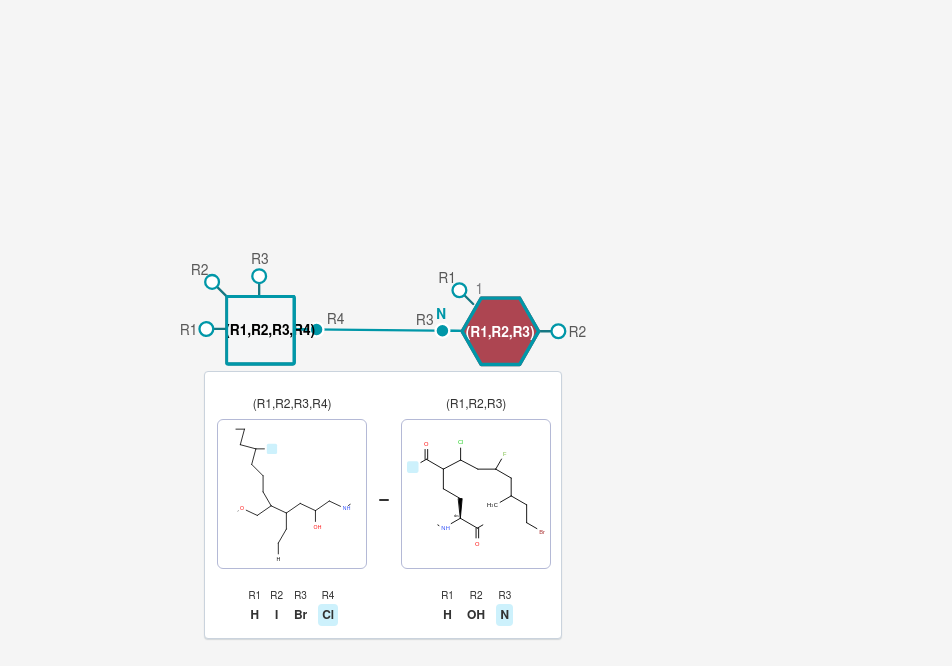 R3
R2
R1
1
N
R1
(R1,R2,R3,R4)
R4
R3
(R1,R2,R3)
R2
(R1,R2,R3,R4)
(R1,R2,R3)
O
OH
NH
H
–
O
Cl
F
H₃C
NH
O
Br
R1 R2 R3 R4
H I Br Cl
R1 R2 R3
H OH N